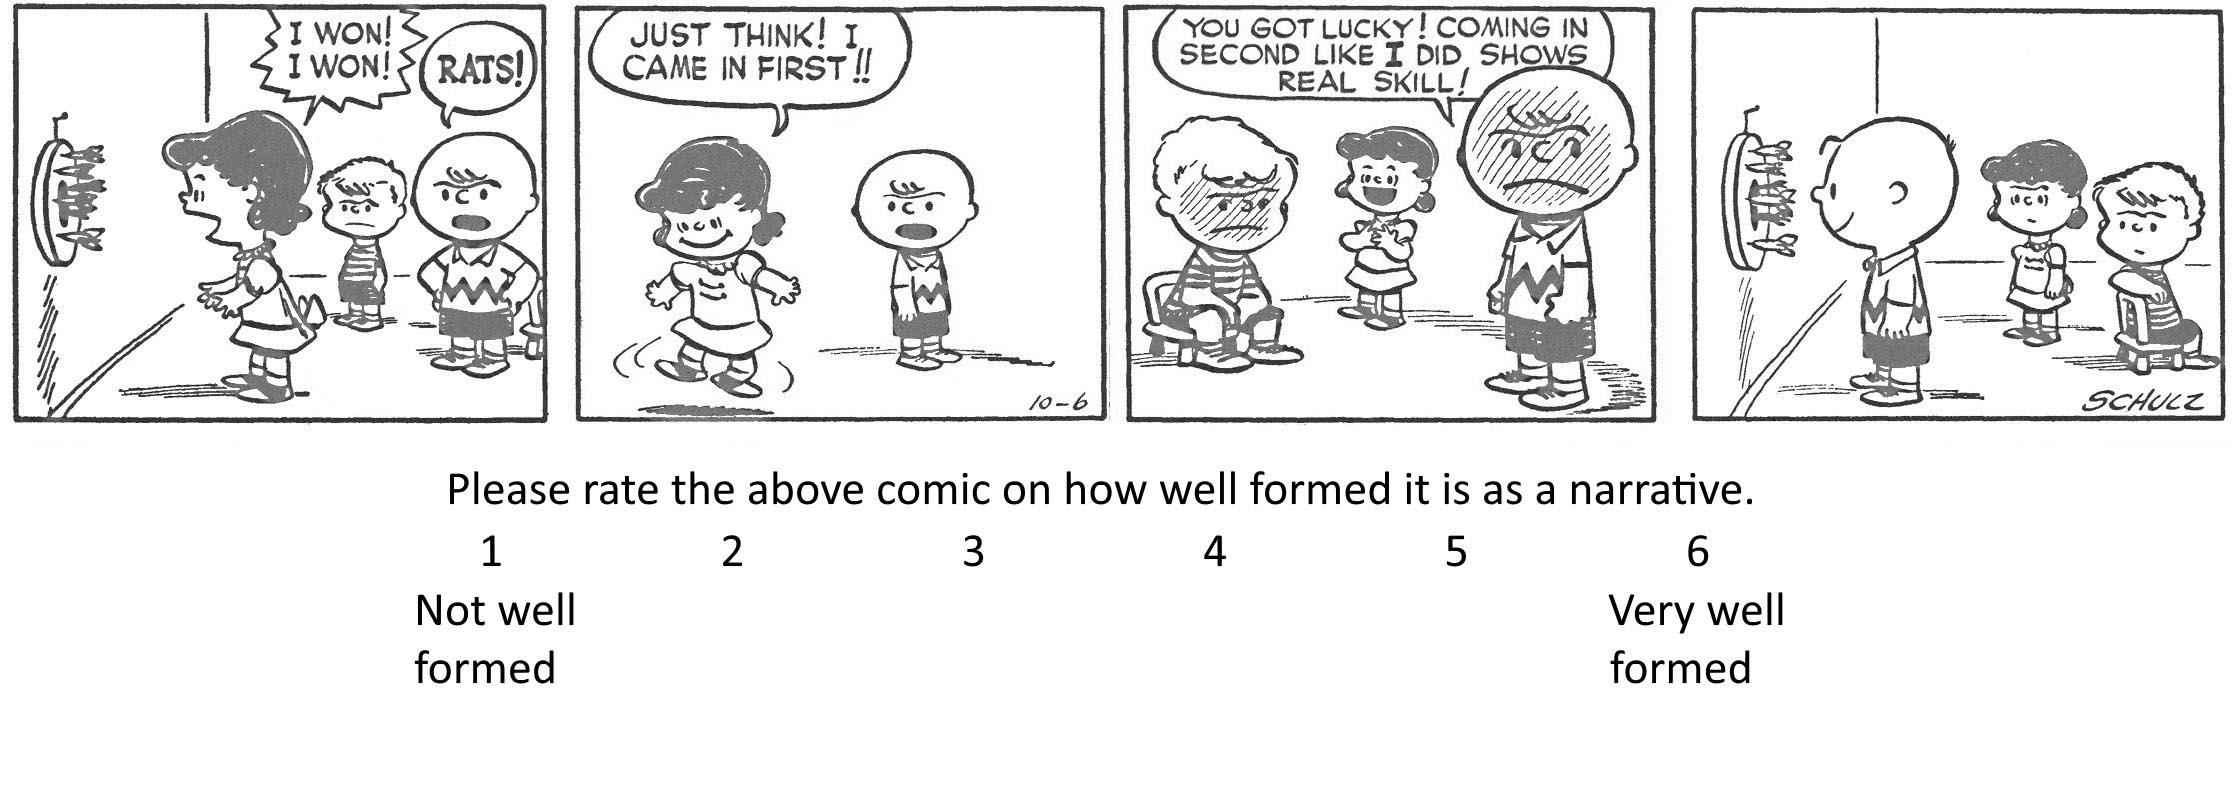 I WON!
I WON!
RATS!
JUST THINK! I
CAME IN FIRST!!
10-6
YOU GOT LUCKY! COMING IN
SECOND LIKE I DID SHOWS
REAL SKILL!
SCHULZ
Please rate the above comic on how well formed it is as a narrative.
1 2 3 4 5 6
Not well
formed
Very well
formed